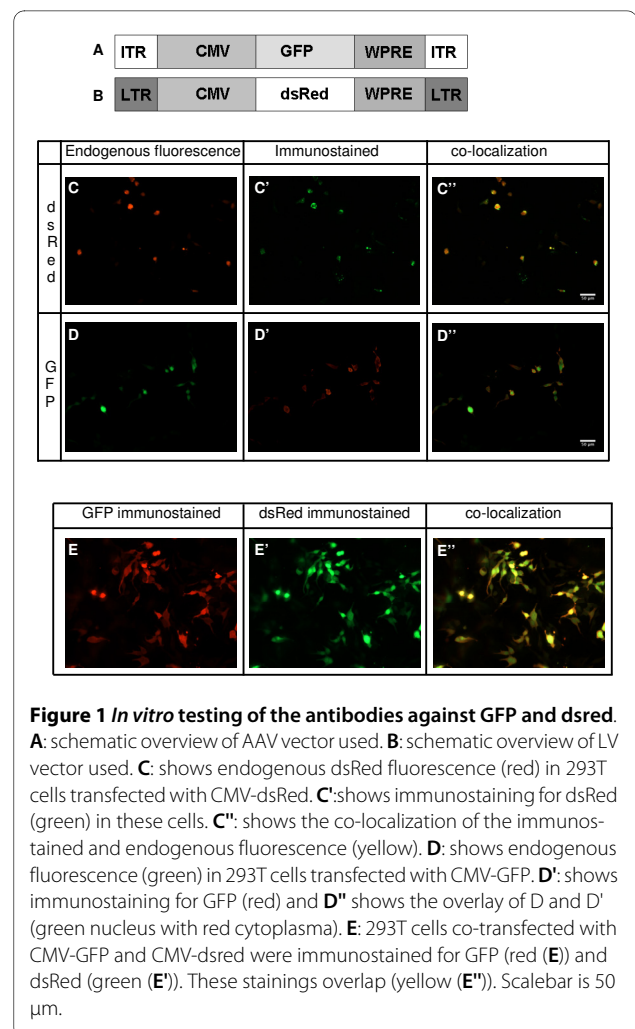 A ITR CMV GFP WPRE ITR
B LTR CMV dsRed WPRE LTR
Endogenous fluorescence Immunostained co-localization
dsRed
C C' C''
50 µm
GFP
D D' D''
50 µm
GFP immunostained dsRed immunostained co-localization
E E' E''
Figure 1 In vitro testing of the antibodies against GFP and dsred.
A: schematic overview of AAV vector used. B: schematic overview of LV
vector used. C: shows endogenous dsRed fluorescence (red) in 293T
cells transfected with CMV-dsRed. C':shows immunostaining for dsRed
(green) in these cells. C": shows the co-localization of the immunos-
tained and endogenous fluorescence (yellow). D: shows endogenous
fluorescence (green) in 293T cells transfected with CMV-GFP. D': shows
immunostaining for GFP (red) and D" shows the overlay of D and D'
(green nucleus with red cytoplasma). E: 293T cells co-transfected with
CMV-GFP and CMV-dsred were immunostained for GFP (red (E)) and
dsRed (green (E')). These stainings overlap (yellow (E")). Scalebar is 50
μm.